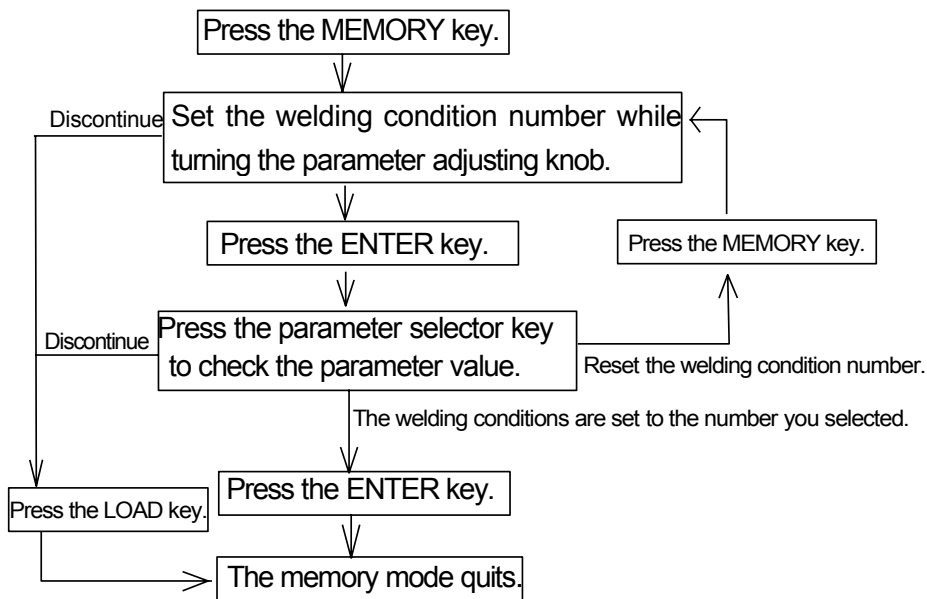 Press the MEMORY key.
Discontinue
Set the welding condition number while
turning the parameter adjusting knob.
Press the ENTER key.
Press the MEMORY key.
Discontinue
Press the parameter selector key
to check the parameter value.
Reset the welding condition number.
The welding conditions are set to the number you selected.
Press the LOAD key.
Press the ENTER key.
The memory mode quits.